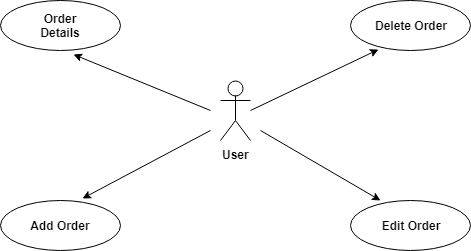 Order
Details
Delete Order
User
Add Order
Edit Order